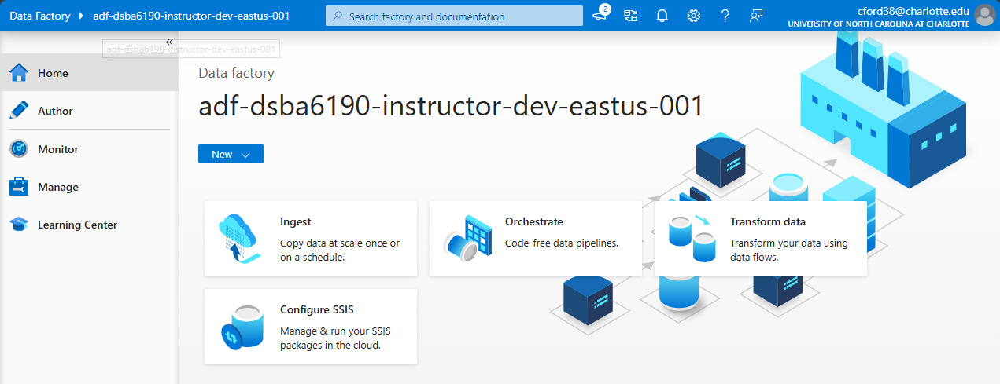 Data Factory
adf-dsba6190-instructor-dev-eastus-001
Search factory and documentation
2
cford38@charlotte.edu
UNIVERSITY OF NORTH CAROLINA AT CHARLOTTE
adf-dsba6190-instructor-dev-eastus-001
Home
Author
Monitor
Manage
Learning Center
Data factory
adf-dsba6190-instructor-dev-eastus-001
New
Ingest
Copy data at scale once or
on a schedule.
Orchestrate
Code-free data pipelines.
Transform data
Transform your data using
data flows.
Configure SSIS
Manage & run your SSIS
packages in the cloud.